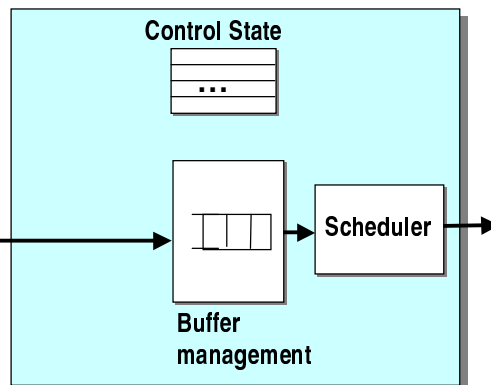 Control State
...
Scheduler
Buffer
management